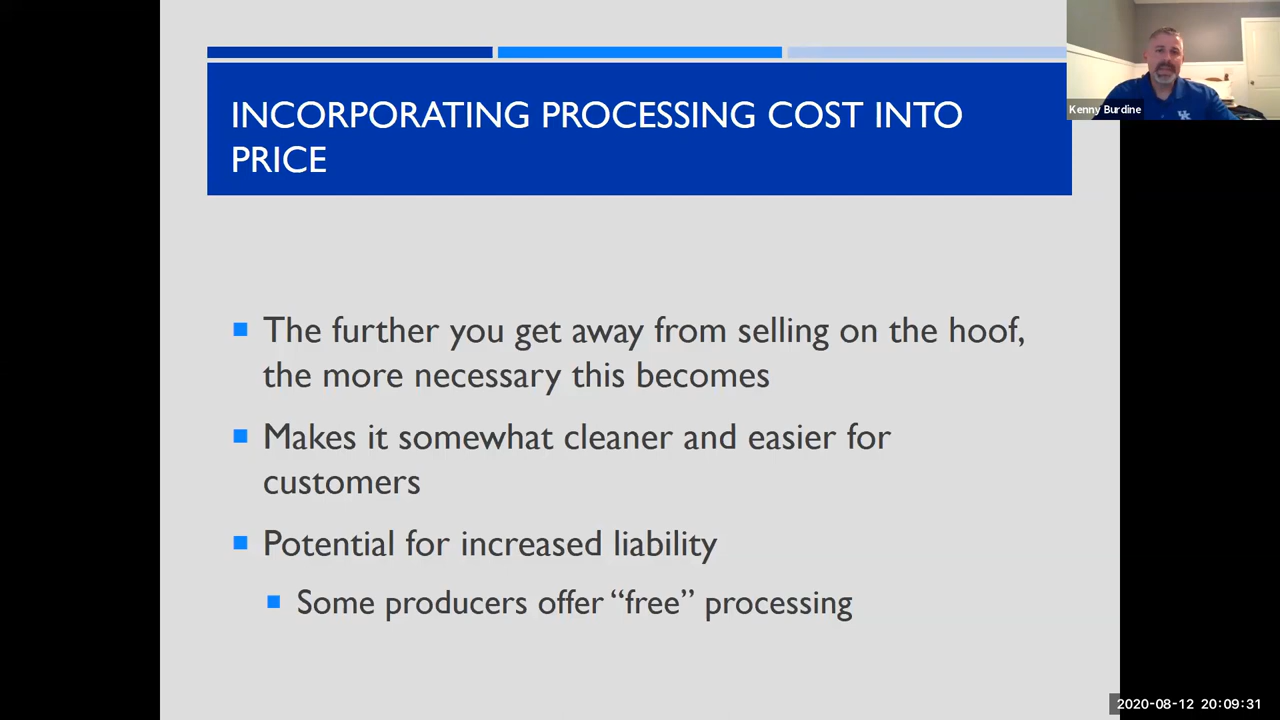 INCORPORATING PROCESSING COST INTO
PRICE
Kenny Burdine
UK
The further you get away from selling on the hoof,
the more necessary this becomes
Makes it somewhat cleaner and easier for
customers
Potential for increased liability
Some producers offer “free” processing
2020-08-12 20:09:31